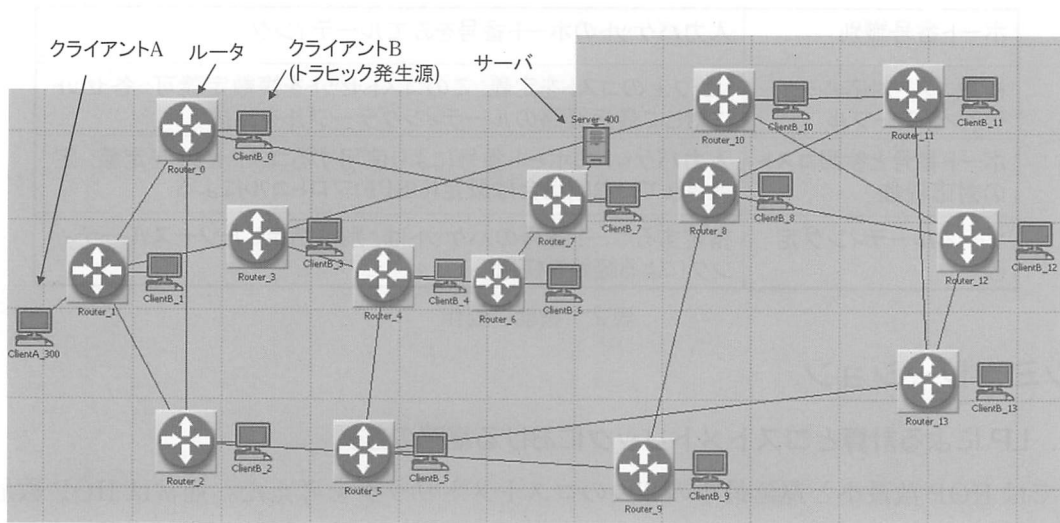 クライアントA
ルータ
クライアントB
(トラヒック発生源)
サーバ
Router_0
ClientB_0
Server_400
Router_10
ClientB_10
Router_11
ClientB_11
Router_3
ClientB_3
Router_7
ClientB_7
Router_8
ClientB_8
Router_12
ClientB_12
Router_1
ClientB_1
Router_4
ClientB_4
Router_6
ClientB_6
ClientA_300
Router_13
ClientB_13
Router_2
ClientB_2
Router_5
ClientB_5
Router_9
ClientB_9